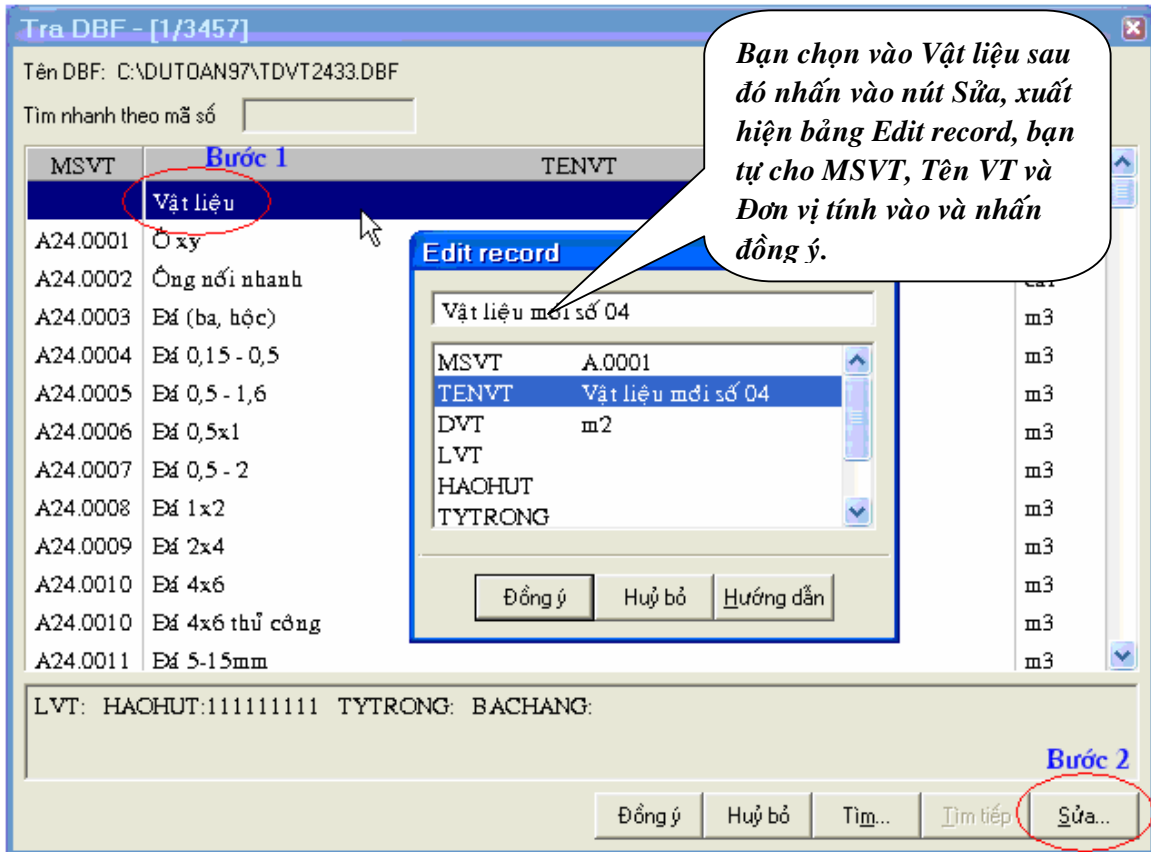 Tra DBF - [1/3457]
Tên DBF: C:\DUTOAN97\TDVT2433.DBF
Tìm nhanh theo mã số
Bạn chọn vào Vật liệu sau
đó nhấn vào nút Sửa, xuất
hiện bảng Edit record, bạn
tự cho MSVT, Tên VT và
Đơn vị tính vào và nhấn
đồng ý.
Bước 1
MSVT TENVT
Vật liệu
A24.0001 Ô xy
A24.0002 Ông nối nhanh
A24.0003 Đá (ba, hộc) m3
A24.0004 Đá 0,15 - 0,5 m3
A24.0005 Đá 0,5 - 1,6 m3
A24.0006 Đá 0,5x1 m3
A24.0007 Đá 0,5 - 2 m3
A24.0008 Đá 1x2 m3
A24.0009 Đá 2x4 m3
A24.0010 Đá 4x6 m3
A24.0010 Đá 4x6 thủ công m3
A24.0011 Đá 5-15mm m3
Edit record
Vật liệu mới số 04
MSVT A.0001
TENVT Vật liệu mới số 04
DVT m2
LVT
HAOHUT
TYTRONG
Đồng ý Huỷ bỏ Hướng dẫn
LVT: HAOHUT:111111111 TYTRONG: BACHANG:
Bước 2
Đồng ý Huỷ bỏ Tìm... Tìm tiếp Sửa...